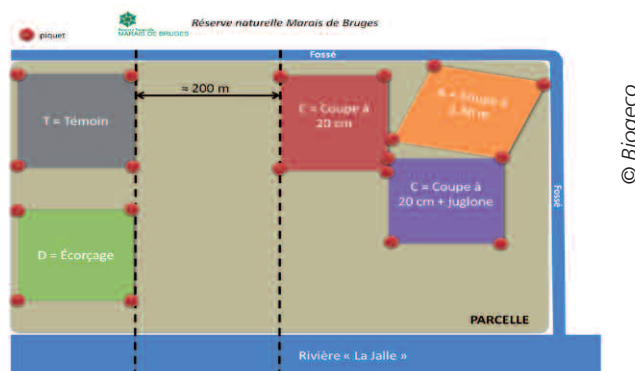 piquet
MARAIS DE BRUGES
Réserve naturelle Marais de Bruges
Fossé
≈ 200 m
T = Témoin
= Coupe à
20 cm
= Coupe à
C = Coupe à
20 cm + Juglone
D = Écorçage
Fossé
PARCELLE
Rivière « La Jalle »
© Biogeco